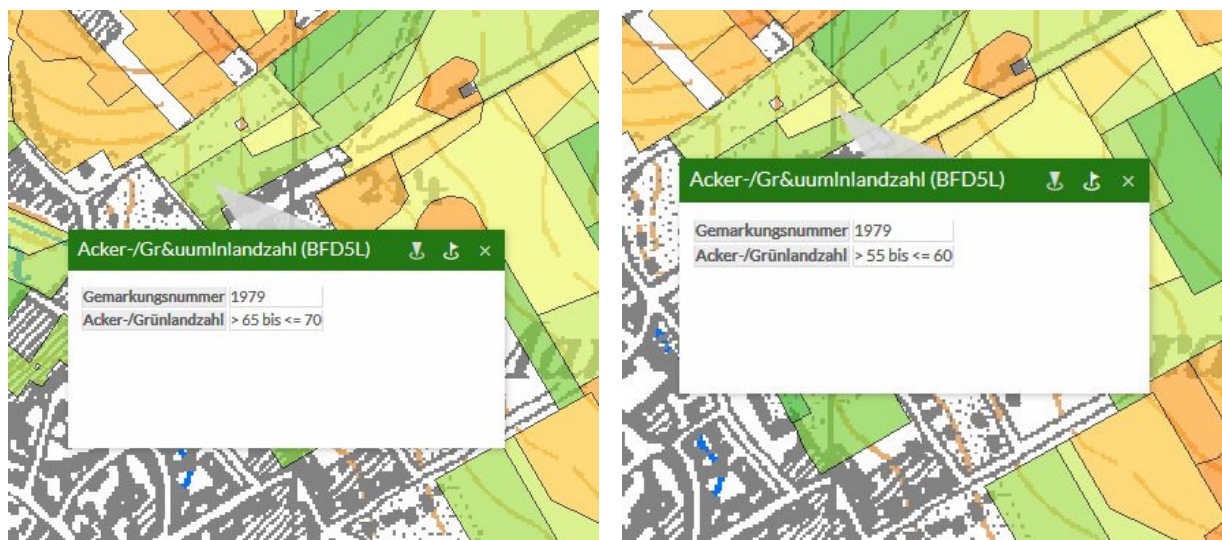 Acker-/Gr&uumlnlandzahl (BFD5L)
Gemarkungsnummer 1979
Acker-/Grünlandzahl > 65 bis <= 70
Acker-/Gr&uumlnlandzahl (BFD5L)
Gemarkungsnummer 1979
Acker-/Grünlandzahl > 55 bis <= 60